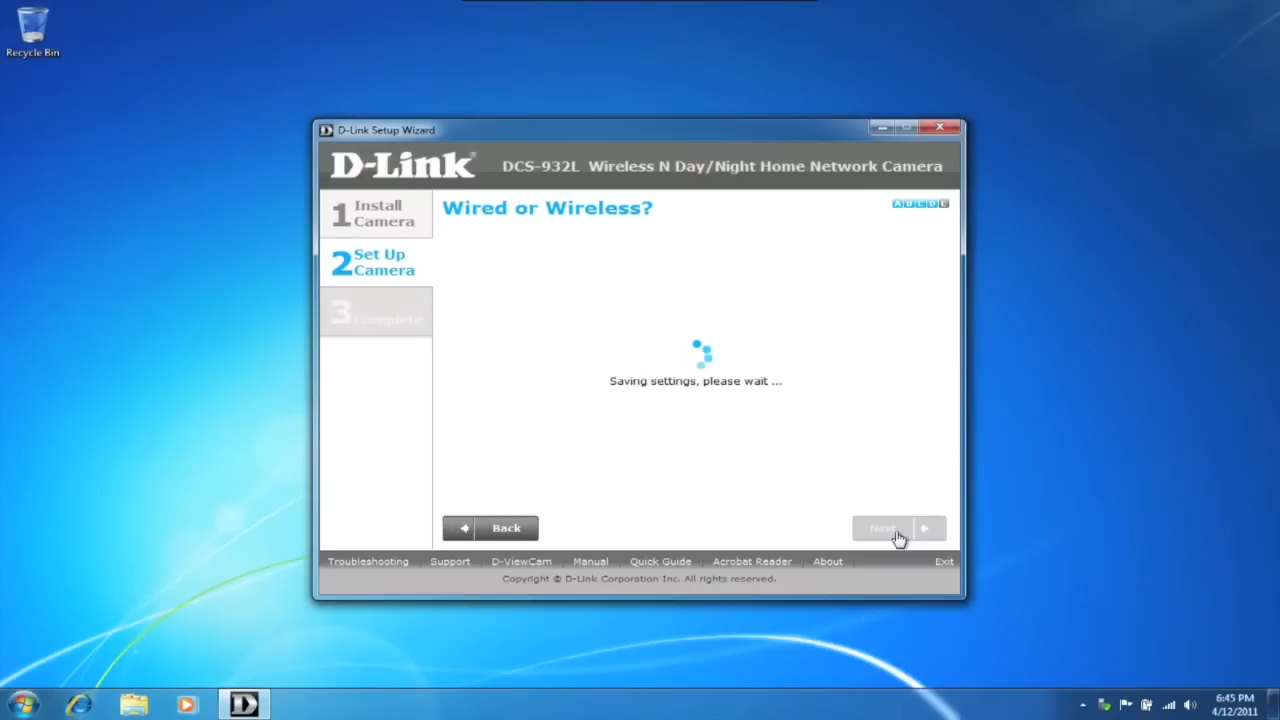 Recycle Bin
D-Link Setup Wizard
D-Link
DCS-932L Wireless N Day/Night Home Network Camera
1 Install Camera
2 Set Up Camera
3 Complete
Wired or Wireless?
A B C D E
Saving settings, please wait ...
Back
Next
Troubleshooting Support D-ViewCam Manual Quick Guide Acrobat Reader About Exit
Copyright © D-Link Corporation Inc. All rights reserved.
D
6:45 PM
4/12/2011